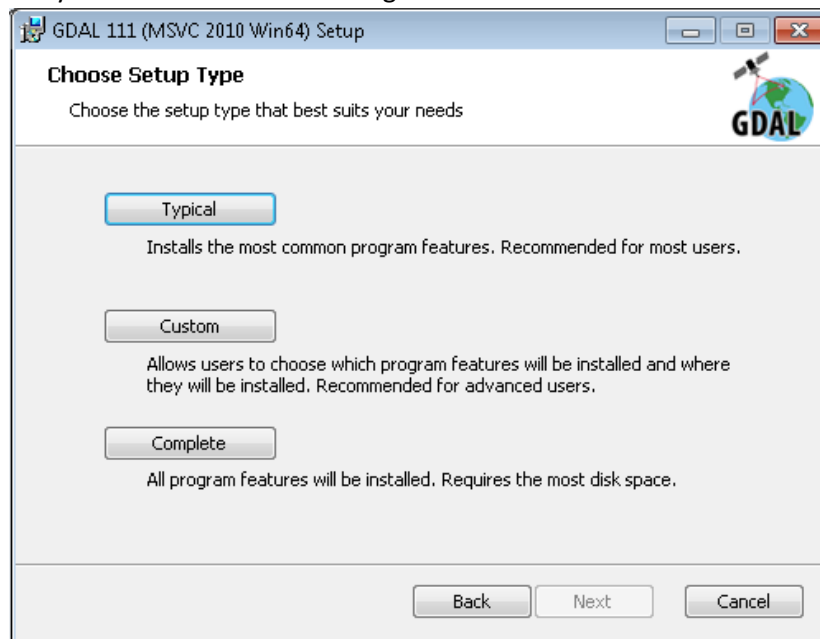 GDAL 111 (MSVC 2010 Win64) Setup
Choose Setup Type
Choose the setup type that best suits your needs
GDAL
Typical
Installs the most common program features. Recommended for most users.
Custom
Allows users to choose which program features will be installed and where
they will be installed. Recommended for advanced users.
Complete
All program features will be installed. Requires the most disk space.
Back Next Cancel